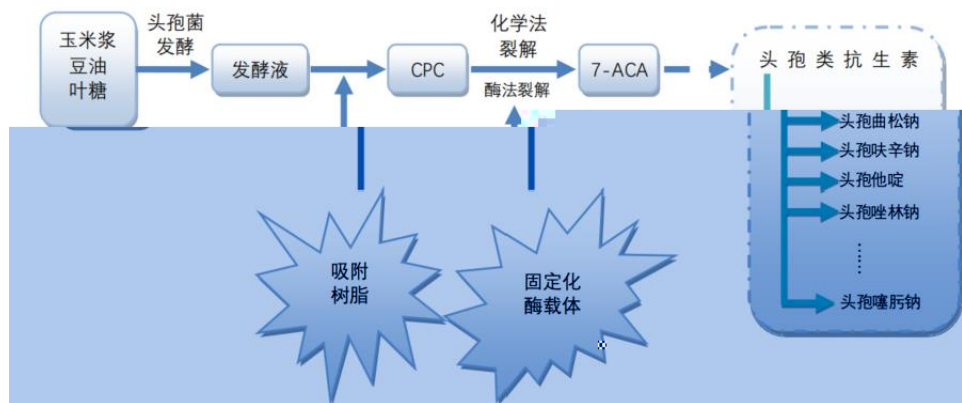 玉米浆
豆油
叶糖
头孢菌
发酵
发酵液
CPC
化学法
裂解
酶法裂解
7-ACA
头孢类抗生素
头孢曲松钠
头孢呋辛钠
头孢他啶
头孢唑林钠
……
头孢噻肟钠
吸附
树脂
固定化
酶载体